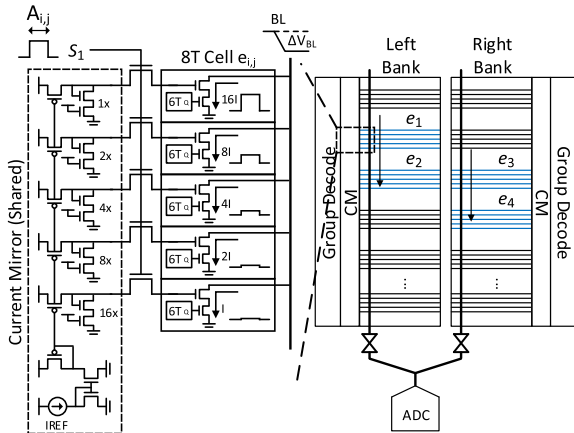 A_{i,j}
S_1
8T Cell e_{i,j}
BL
ΔV_{BL}
Left Bank
Right Bank
Current Mirror (Shared)
1x
6T Q
16I
2x
6T Q
8I
4x
6T Q
4I
8x
6T Q
2I
16x
6T Q
I
IREF
Group Decode
CM
e_1
e_2
e_3
e_4
...
...
CM
Group Decode
ADC